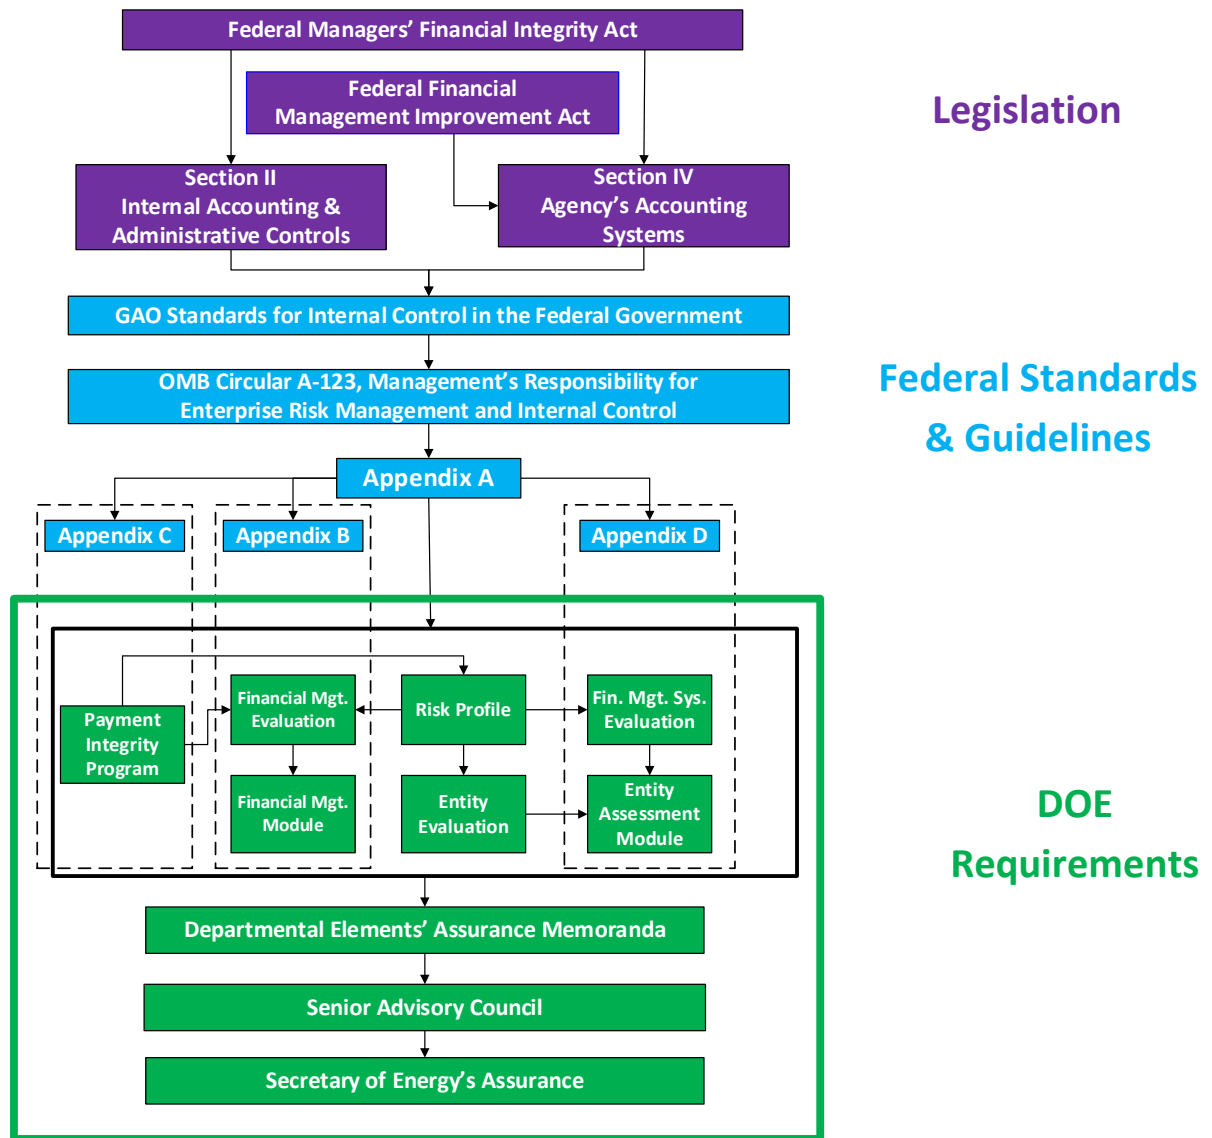 Federal Managers’ Financial Integrity Act
Federal Financial
Management Improvement Act
Legislation
Section II
Internal Accounting &
Administrative Controls
Section IV
Agency’s Accounting
Systems
GAO Standards for Internal Control in the Federal Government
OMB Circular A-123, Management’s Responsibility for
Enterprise Risk Management and Internal Control
Federal Standards
& Guidelines
Appendix A
Appendix C
Appendix B
Appendix D
Payment
Integrity
Program
Financial Mgt.
Evaluation
Risk Profile
Fin. Mgt. Sys.
Evaluation
Financial Mgt.
Module
Entity
Evaluation
Entity
Assessment
Module
DOE
Requirements
Departmental Elements’ Assurance Memoranda
Senior Advisory Council
Secretary of Energy’s Assurance